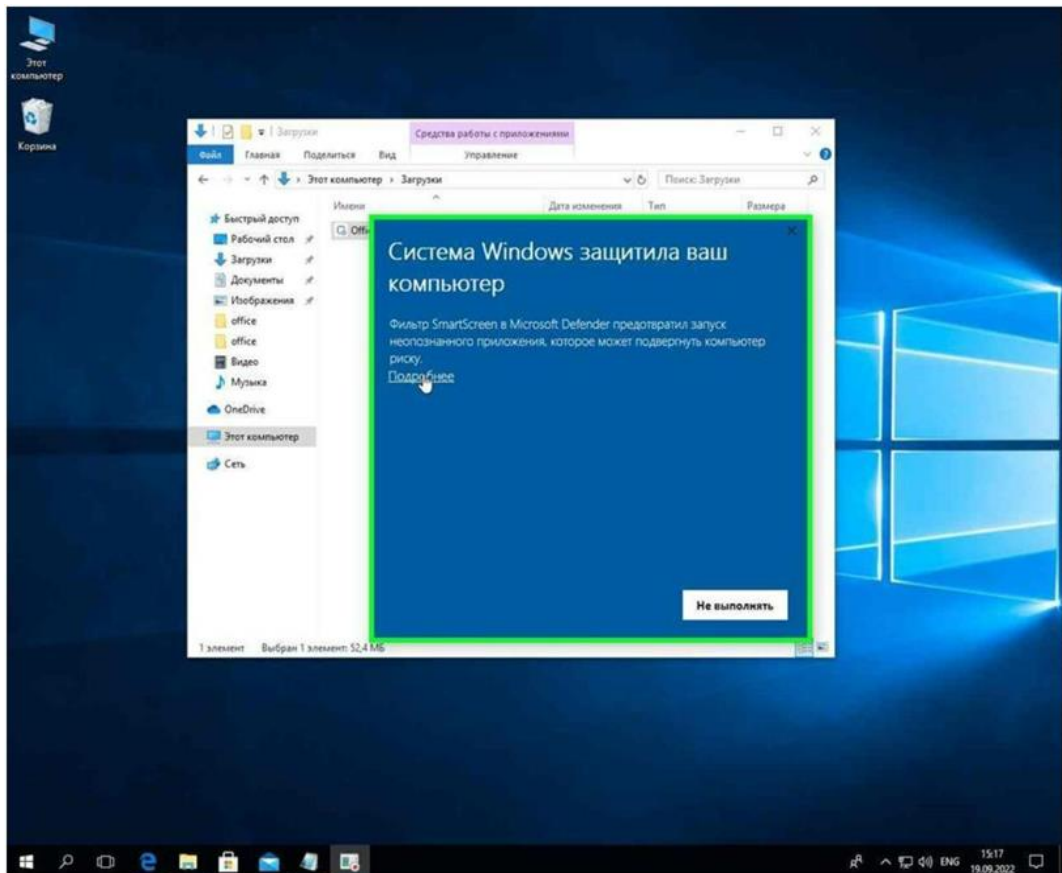 Этот
компьютер
Корзина
Загрузки
Средства работы с приложениями
Файл Главная Поделиться Вид Управление
Этот компьютер › Загрузки
Поиск: Загрузки
Имени Дата изменения Тип Размера
Быстрый доступ
Рабочий стол
Загрузки
Документы
Изображения
office
office
Видео
Музыка
OneDrive
Этот компьютер
Сеть
Offi
Система Windows защитила ваш
компьютер
Фильтр SmartScreen в Microsoft Defender предотвратил запуск
неопознанного приложения, которое может подвергнуть компьютер
риску.
Подробнее
Не выполнять
1 элемент Выбран 1 элемент: 52,4 МБ
ENG
15:17
19.09.2022